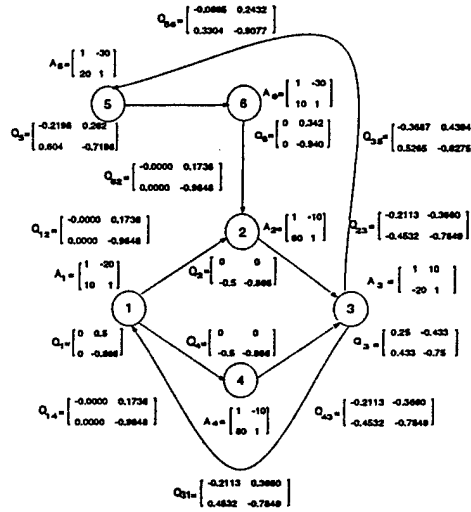 Q56= [ -0.0885 0.2432
0.3304 -0.9077 ]
A5= [ 1 -30
20 1 ]
5
6
A6= [ 1 -30
10 1 ]
Q5= [ -0.2198 0.262
0.604 -0.7198 ]
Q6= [ 0 0.342
0 -0.940 ]
Q35= [ -0.3687 0.4394
0.5265 -0.6275 ]
Q62= [ -0.0000 0.1736
0.0000 -0.9848 ]
Q12= [ -0.0000 0.1736
0.0000 -0.9848 ]
A2= [ 1 -10
60 1 ]
2
Q23= [ -0.2113 -0.3660
-0.4532 -0.7849 ]
A1= [ 1 -20
10 1 ]
Q2= [ 0 0
-0.5 -0.866 ]
A3= [ 1 10
-20 1 ]
1
3
Q1= [ 0 0.5
0 -0.866 ]
Q4= [ 0 0
-0.5 -0.866 ]
Q3= [ 0.25 -0.433
0.433 -0.75 ]
4
Q14= [ -0.0000 0.1736
0.0000 -0.9848 ]
A4= [ 1 -10
60 1 ]
Q43= [ -0.2113 -0.3660
-0.4532 -0.7849 ]
Q31= [ -0.2113 0.3660
0.4532 -0.7849 ]